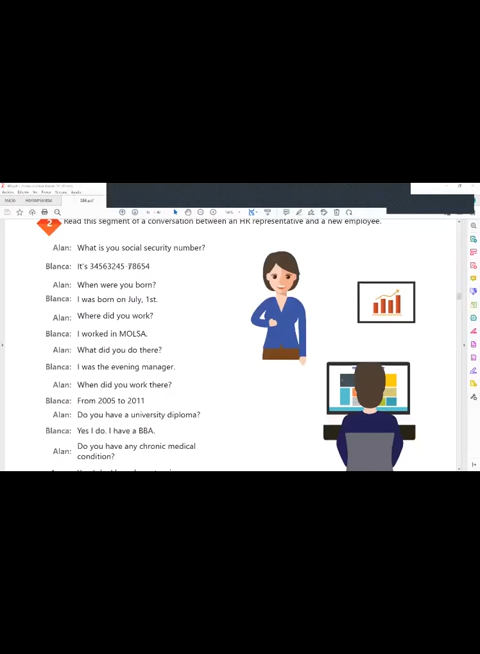 2 Read this segment of a conversation between an HR representative and a new employee.
Alan: What is you social security number?
Blanca: It's 34563245-78654
Alan: When were you born?
Blanca: I was born on July, 1st.
Alan: Where did you work?
Blanca: I worked in MOLSA.
Alan: What did you do there?
Blanca: I was the evening manager.
Alan: When did you work there?
Blanca: From 2005 to 2011
Alan: Do you have a university diploma?
Blanca: Yes I do. I have a BBA.
Alan: Do you have any chronic medical
condition?